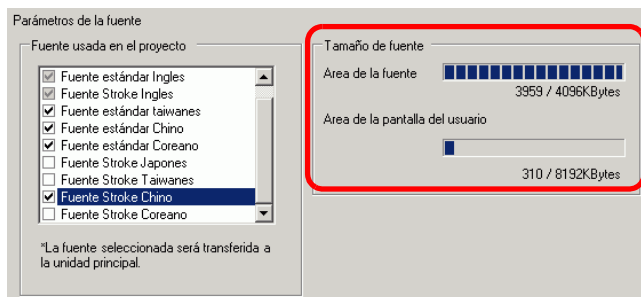 Parámetros de la fuente
Fuente usada en el proyecto
Fuente estándar Ingles
Fuente Stroke Ingles
Fuente estándar taiwanes
Fuente estándar Chino
Fuente estándar Coreano
Fuente Stroke Japones
Fuente Stroke Taiwanes
Fuente Stroke Chino
Fuente Stroke Coreano
*La fuente seleccionada será transferida a
la unidad principal.
Tamaño de fuente
Area de la fuente
3959 / 4096KBytes
Area de la pantalla del usuario
310 / 8192KBytes